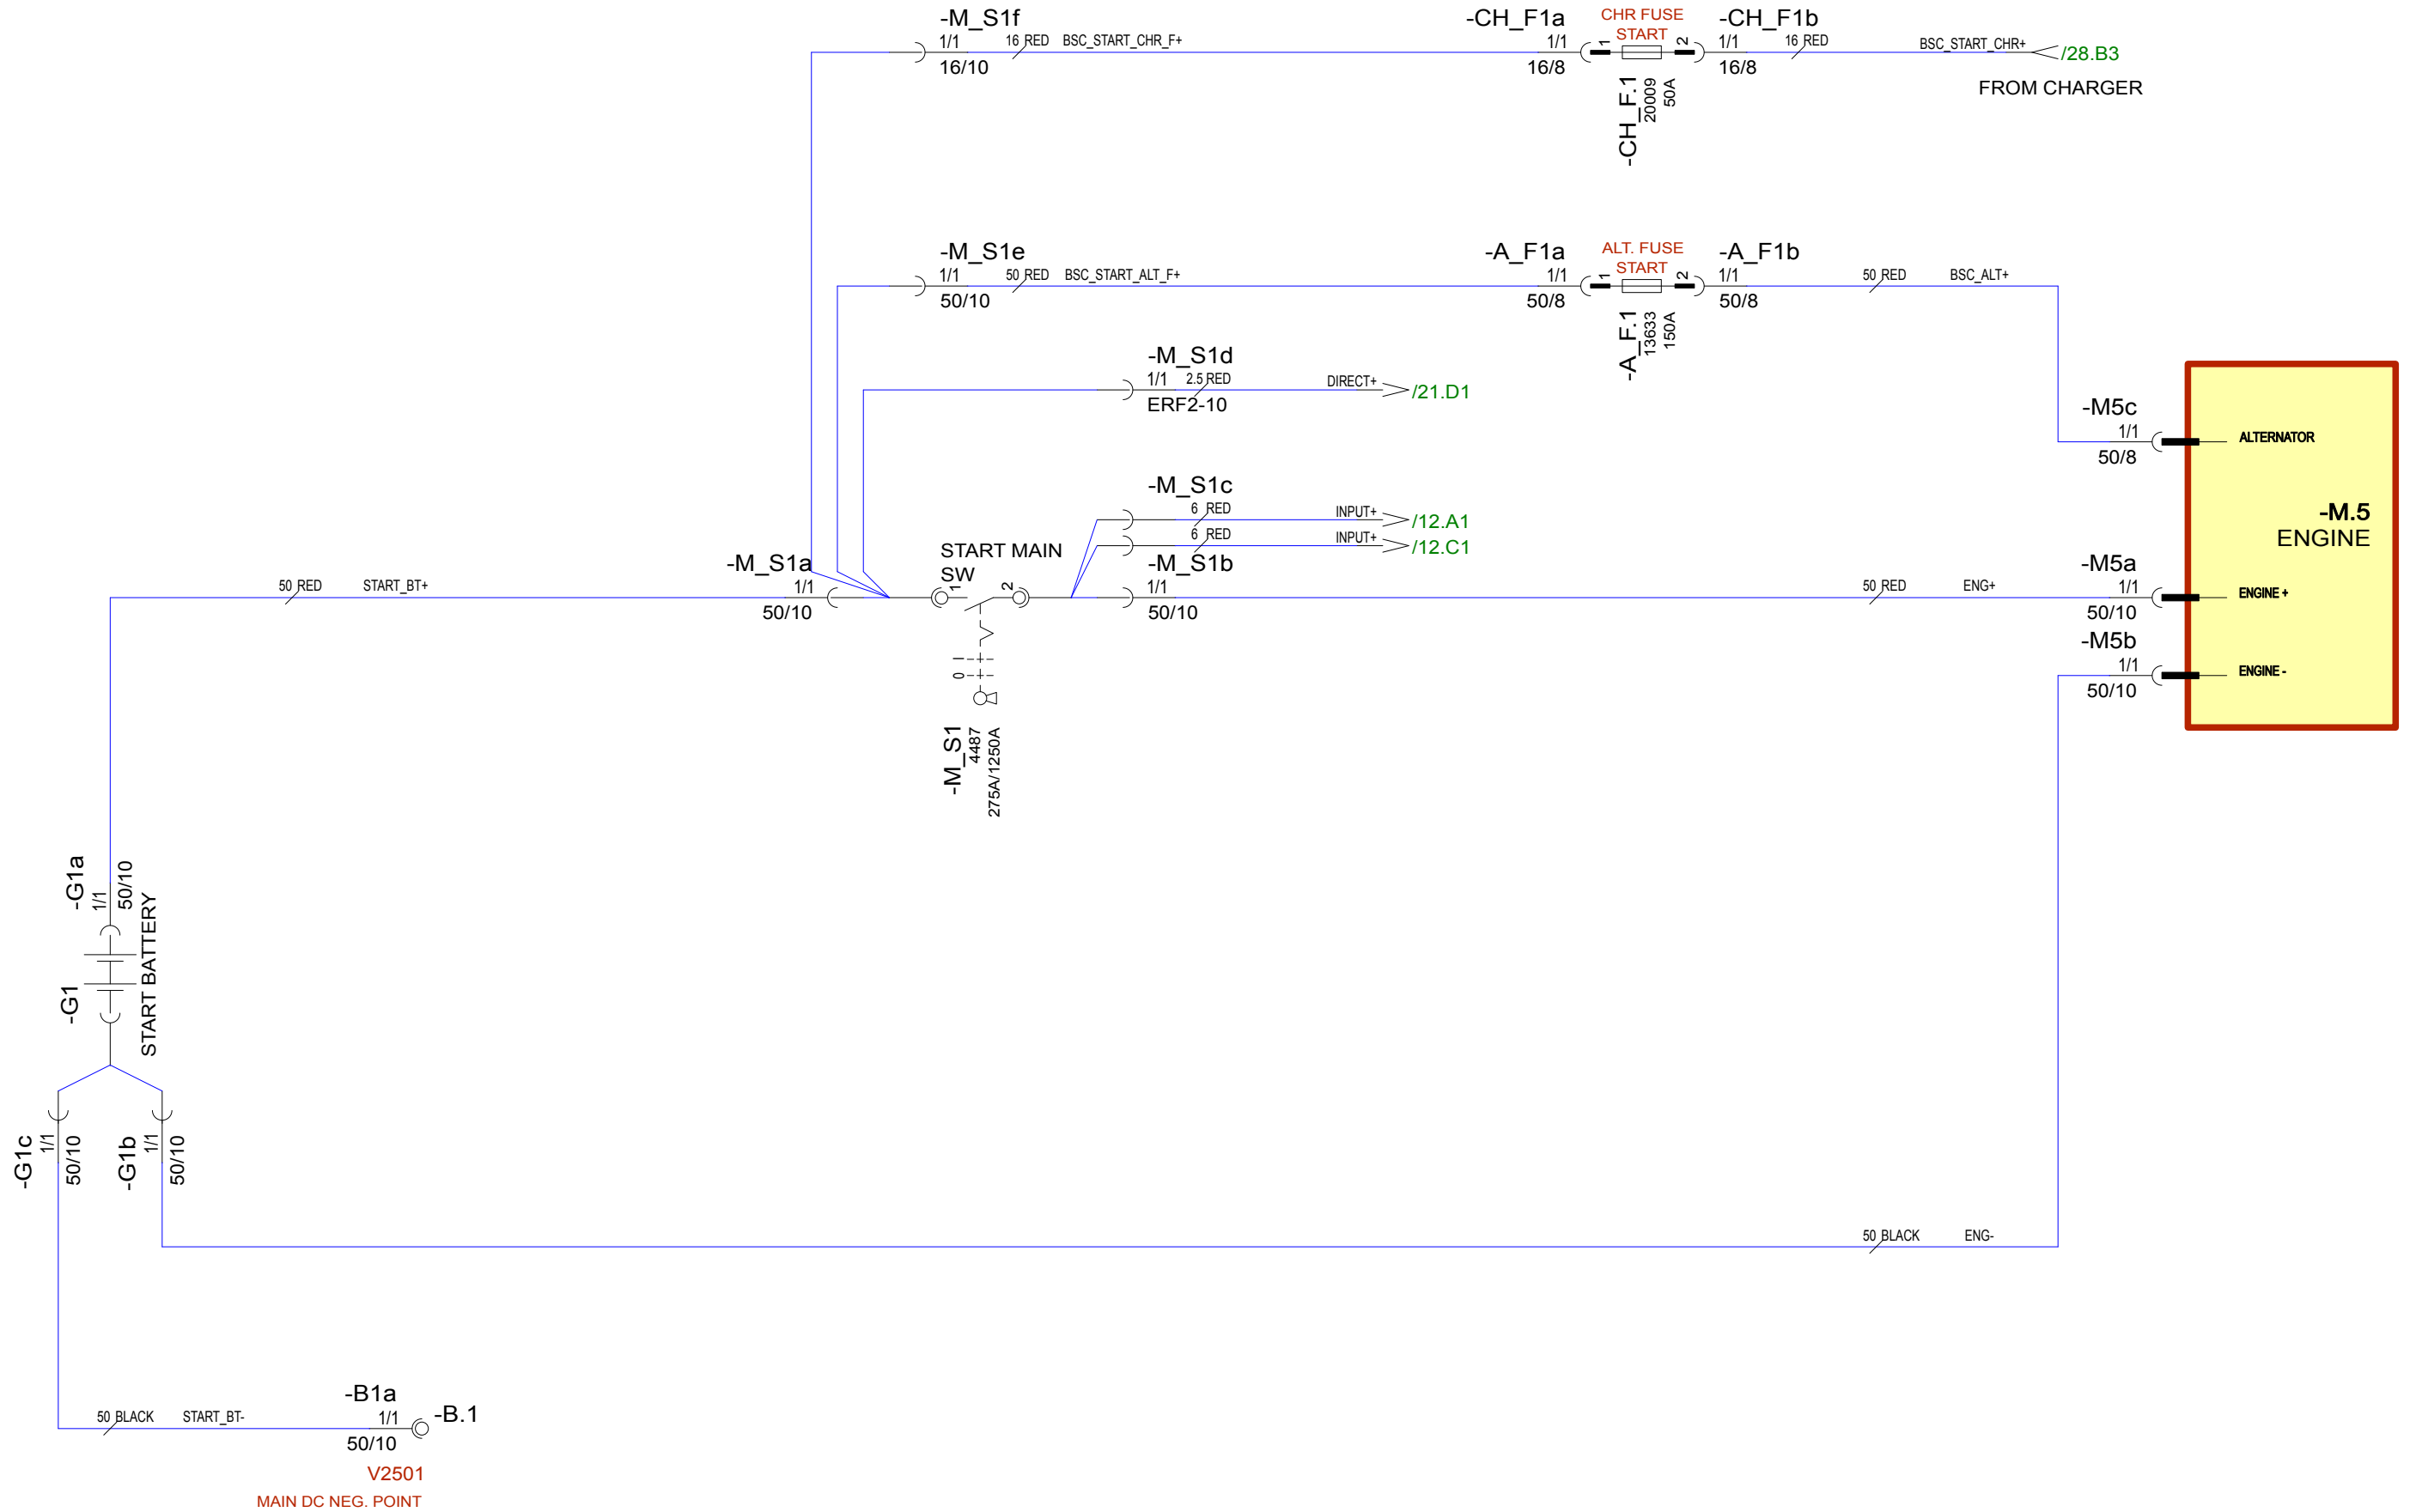 -M_S1f
1/1
16 RED
BSC_START_CHR_F+
16/10
-CH_F1a
1/1
16/8
CHR FUSE
START
1
2
-CH_F.1
20009
50A
-CH_F1b
1/1
16 RED
16/8
BSC_START_CHR+
/28.B3
FROM CHARGER
-M_S1e
1/1
50 RED
BSC_START_ALT_F+
50/10
-A_F1a
1/1
50/8
ALT. FUSE
START
1
2
-A_F.1
13633
150A
-A_F1b
1/1
50/8
50 RED
BSC_ALT+
-M_S1d
1/1
2.5 RED
ERF2-10
DIRECT+
/21.D1
-M5c
1/1
50/8
ALTERNATOR
-M.5
ENGINE
-M_S1c
6 RED
INPUT+
/12.A1
6 RED
INPUT+
/12.C1
START MAIN
SW
-M_S1a
1/1
50/10
50 RED
START_BT+
1
2
-M_S1b
1/1
50/10
50 RED
ENG+
-M5a
1/1
50/10
ENGINE +
-M5b
1/1
50/10
ENGINE -
0
I
-M_S1
4487
275A/1250A
-G1a
1/1
50/10
-G1
START BATTERY
-G1c
1/1
50/10
-G1b
1/1
50/10
50 BLACK
ENG-
50 BLACK
START_BT-
-B1a
1/1
50/10
-B.1
V2501
MAIN DC NEG. POINT